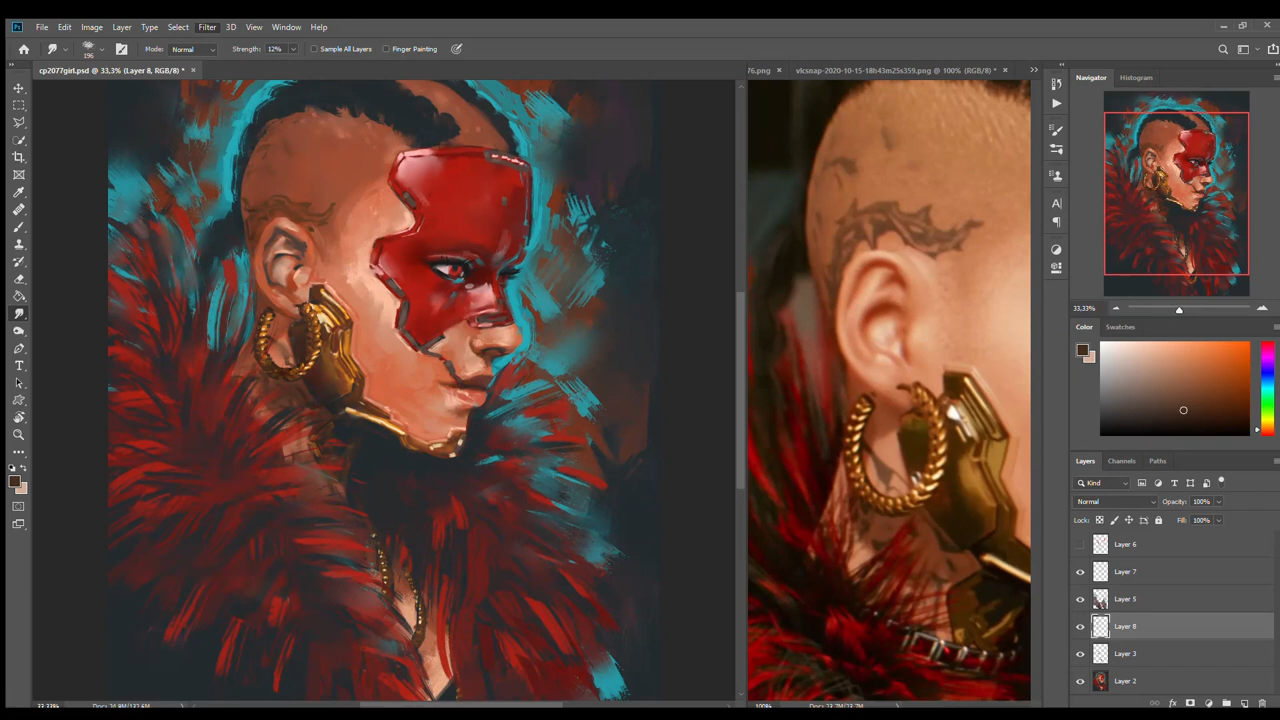 Ps File Edit Image Layer Type Select Filter 3D View Window Help
196 Mode: Normal Strength: 12% Sample All Layers Finger Painting
cp2077girl.psd @ 33,3% (Layer 8, RGB/8) * ×
76.png × vlcsnap-2020-10-15-18h43m25s359.png @ 100% (RGB/8) * ×
Navigator Histogram
33,33%
Color Swatches
Layers Channels Paths
Kind
Normal Opacity: 100%
Lock: Fill: 100%
Layer 6
Layer 7
Layer 5
Layer 8
Layer 3
Layer 2